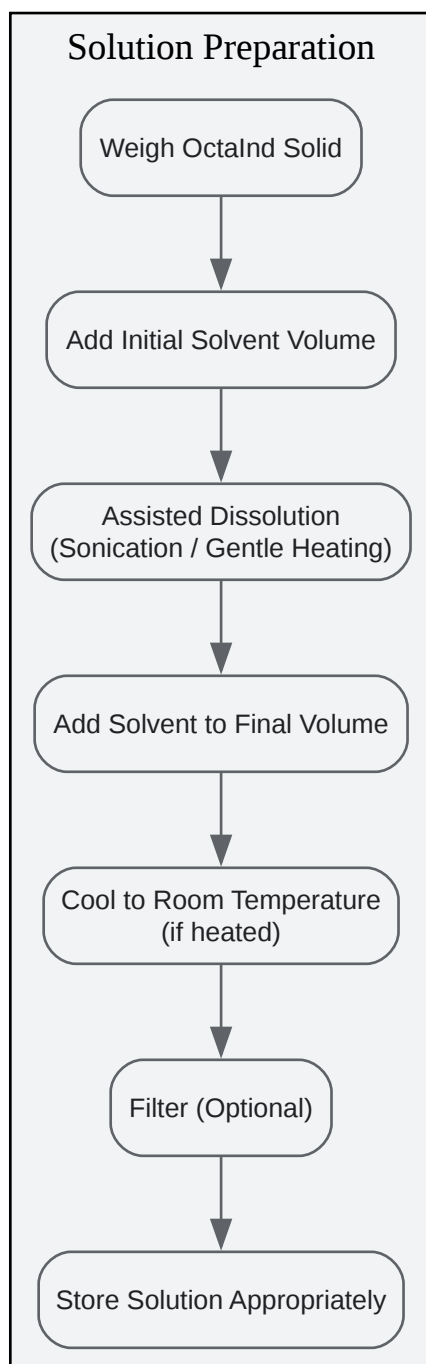 Solution Preparation
Weigh OctaInd Solid
Add Initial Solvent Volume
Assisted Dissolution
(Sonication / Gentle Heating)
Add Solvent to Final Volume
Cool to Room Temperature
(if heated)
Filter (Optional)
Store Solution Appropriately